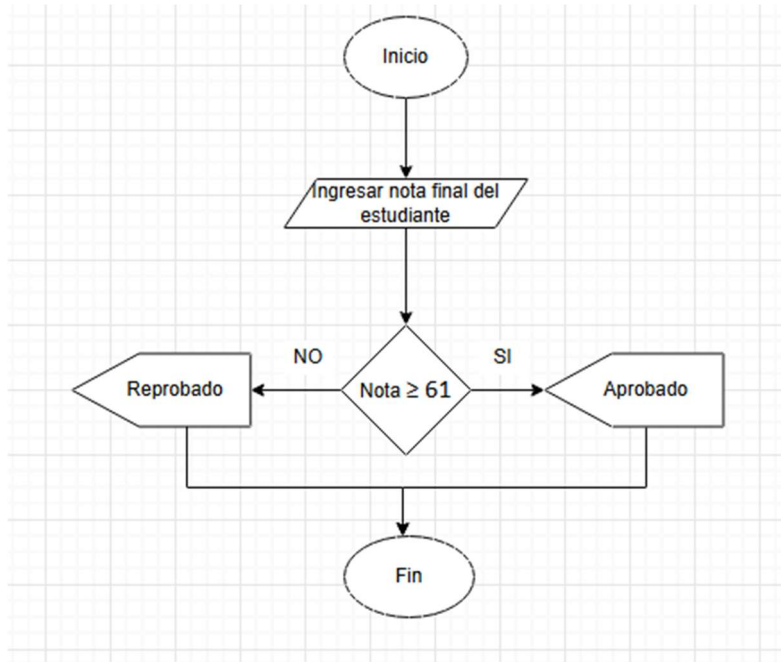 Inicio
Ingresar nota final del
estudiante
NO
SI
Reprobado
Nota ≥ 61
Aprobado
Fin